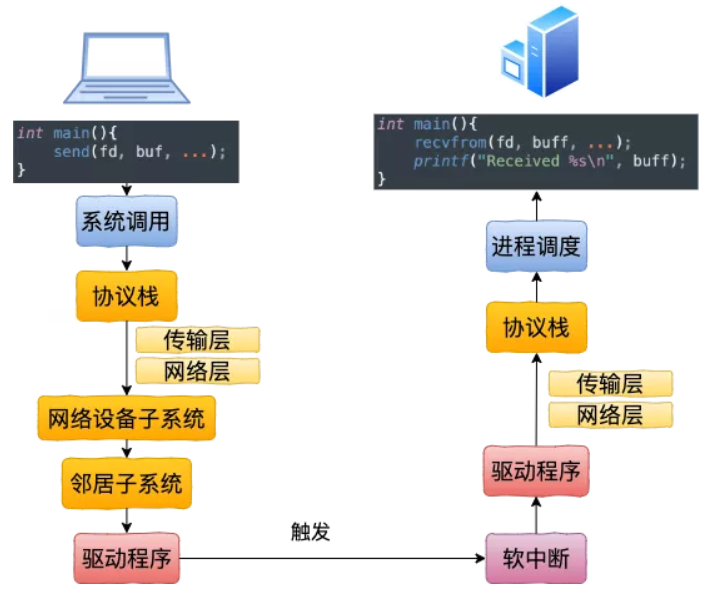 int main(){
    send(fd, buf, ...);
}
系统调用
协议栈
传输层
网络层
网络设备子系统
邻居子系统
驱动程序
触发
int main(){
    recvfrom(fd, buff, ...);
    printf("Received %s\n", buff);
}
进程调度
协议栈
传输层
网络层
驱动程序
软中断